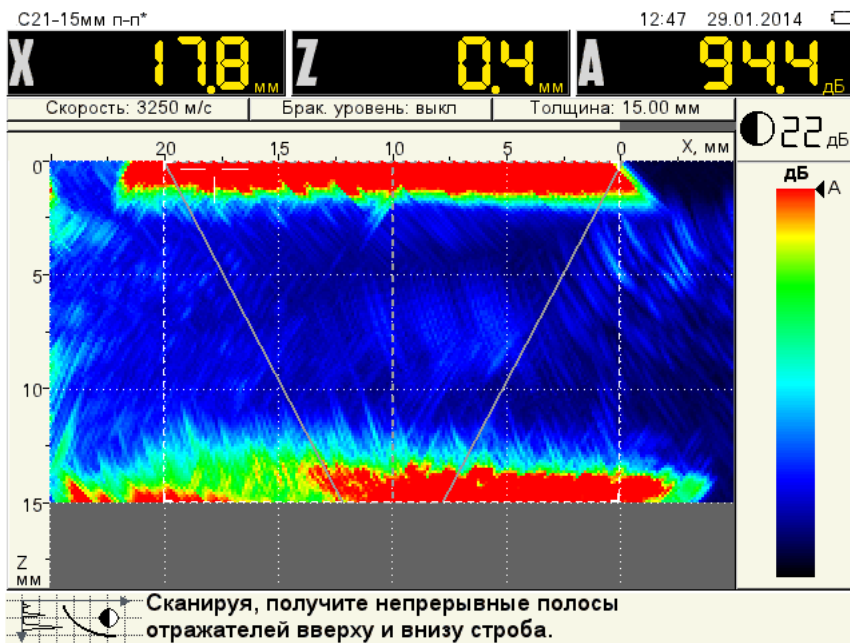 С21-15мм п-п*
12:47 29.01.2014
X 17.8 мм Z 0.4 мм A 94.4 дБ
Скорость: 3250 м/с Брак. уровень: выкл Толщина: 15.00 мм
22 дБ
20 15 10 5 0 X, мм
дБ
A
0
5
10
15
Z
мм
Сканируя, получите непрерывные полосы
отражателей вверху и внизу строба.